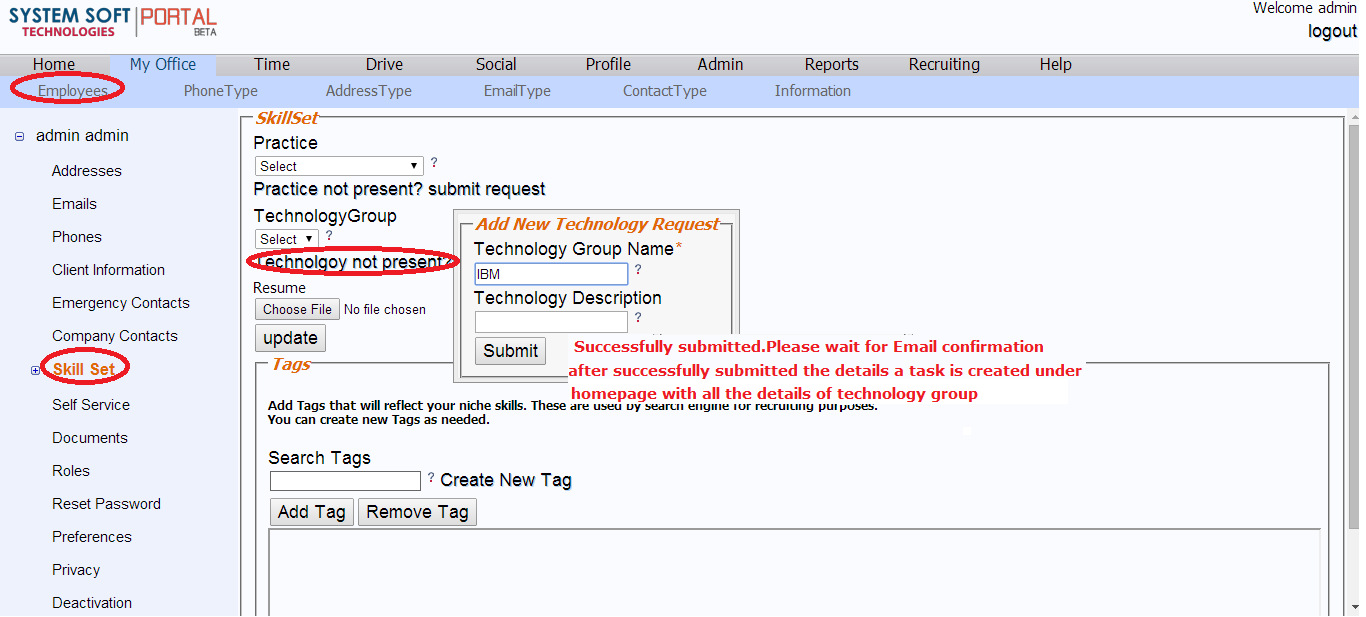 SYSTEM SOFT PORTAL
TECHNOLOGIES BETA
Welcome admin
logout
Home My Office Time Drive Social Profile Admin Reports Recruiting Help
Employees PhoneType AddressType EmailType ContactType Information
admin admin
Addresses
Emails
Phones
Client Information
Emergency Contacts
Company Contacts
Skill Set
Self Service
Documents
Roles
Reset Password
Preferences
Privacy
Deactivation
SkillSet
Practice
Select ?
Practice not present? submit request
TechnologyGroup
Select ?
Technolgoy not present?
Resume
Choose File No file chosen
update
Add New Technology Request
Technology Group Name*
IBM ?
Technology Description
?
Submit
Successfully submitted.Please wait for Email confirmation
after successfully submitted the details a task is created under
homepage with all the details of technology group
Tags
Add Tags that will reflect your niche skills. These are used by search engine for recruiting purposes.
You can create new Tags as needed.
Search Tags
? Create New Tag
Add Tag Remove Tag